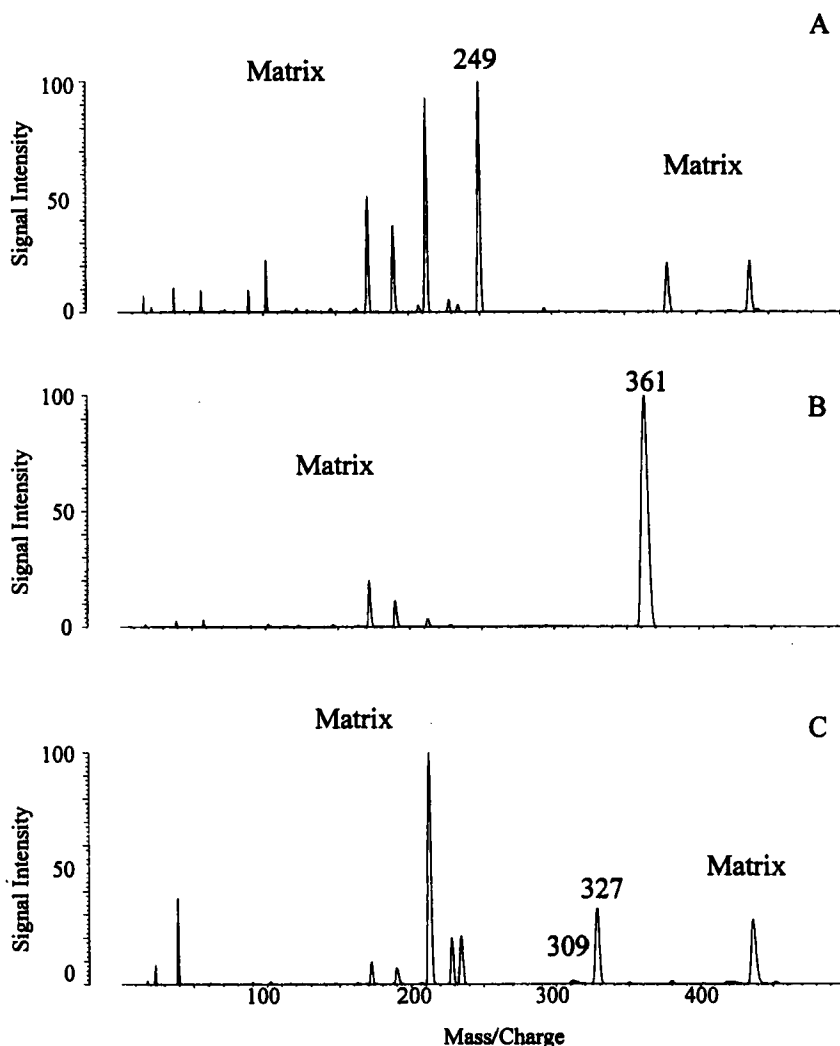 A
Matrix
249
100
Matrix
50
0
Signal Intensity
361
B
100
Matrix
50
0
Signal Intensity
C
Matrix
100
Matrix
50
327
309
0
Signal Intensity
100
200
300
400
Mass/Charge